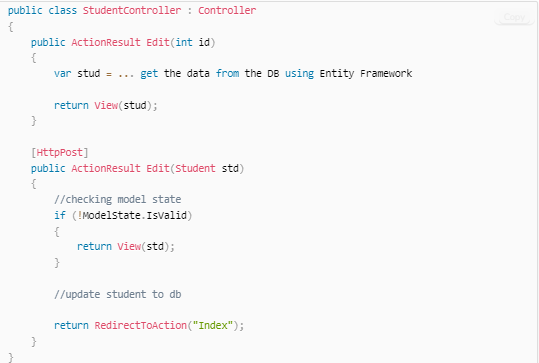 public class StudentController : Controller
Copy
{
    public ActionResult Edit(int id)
    {
        var stud = ... get the data from the DB using Entity Framework
        return View(stud);
    }
    [HttpPost]
    public ActionResult Edit(Student std)
    {
        //checking model state
        if (!ModelState.IsValid)
        {
            return View(std);
        }
        //update student to db
        return RedirectToAction("Index");
    }
}